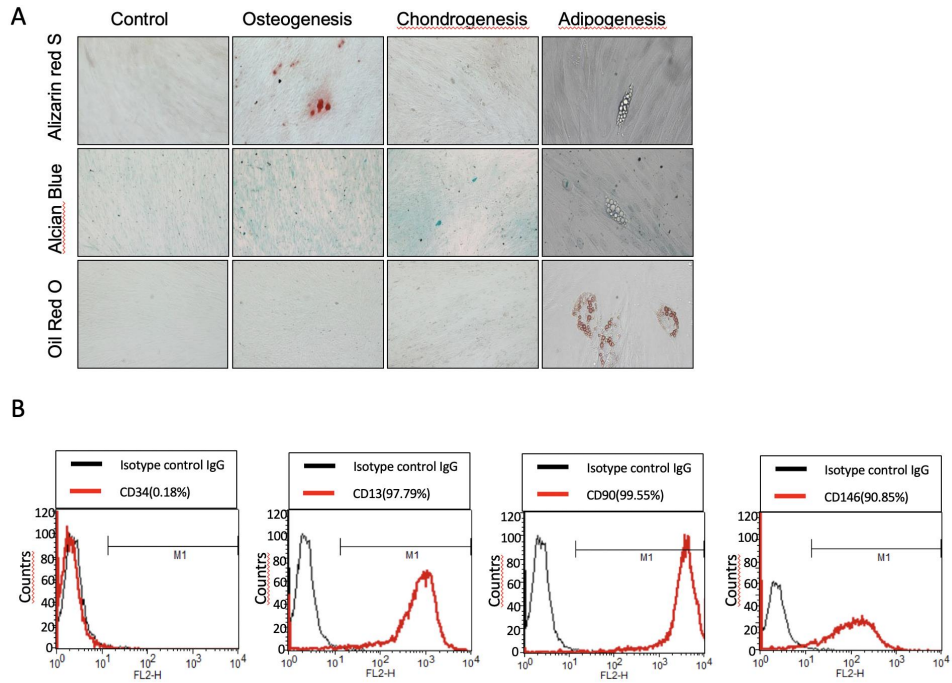 A
Control Osteogenesis Chondrogenesis Adipogenesis
Alizarin red S
Alcian Blue
Oil Red O
B
Isotype control IgG
CD34(0.18%)
120
100
80
60
40
20
0
Countrs
M1
10^0 10^1 10^2 10^3 10^4
FL2-H
Isotype control IgG
CD13(97.79%)
120
100
80
60
40
20
0
Countrs
M1
10^0 10^1 10^2 10^3 10^4
FL2-H
Isotype control IgG
CD90(99.55%)
120
100
80
60
40
20
0
Countrs
M1
10^0 10^1 10^2 10^3 10^4
FL2-H
Isotype control IgG
CD146(90.85%)
120
100
80
60
40
20
0
Countrs
M1
10^0 10^1 10^2 10^3 10^4
FL2-H